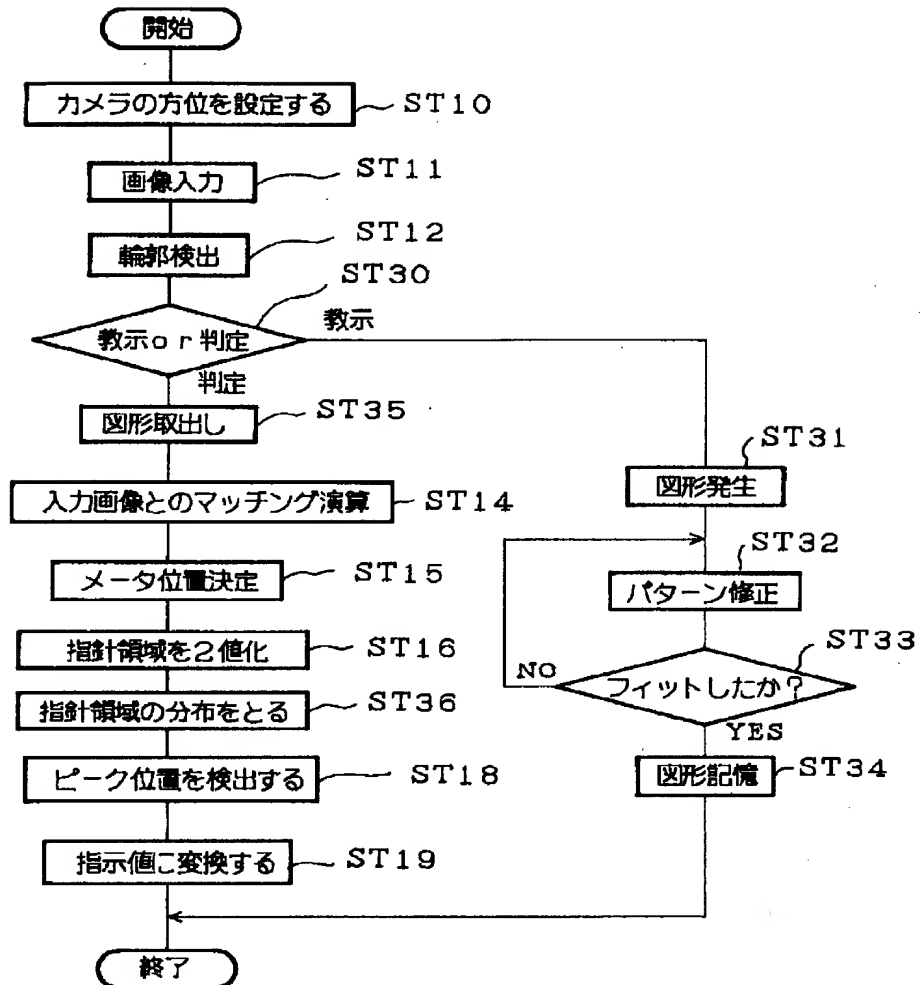 開始
カメラの方位を設定する
ST10
画像入力
ST11
輪郭検出
ST12
ST30
教示or判定
教示
判定
図形取出し
ST35
入力画像とのマッチング演算
ST14
メータ位置決定
ST15
指針領域を2値化
ST16
指針領域の分布をとる
ST36
ピーク位置を検出する
ST18
指示値に変換する
ST19
終了
図形発生
ST31
パターン修正
ST32
フィットしたか?
ST33
NO
YES
図形記憶
ST34